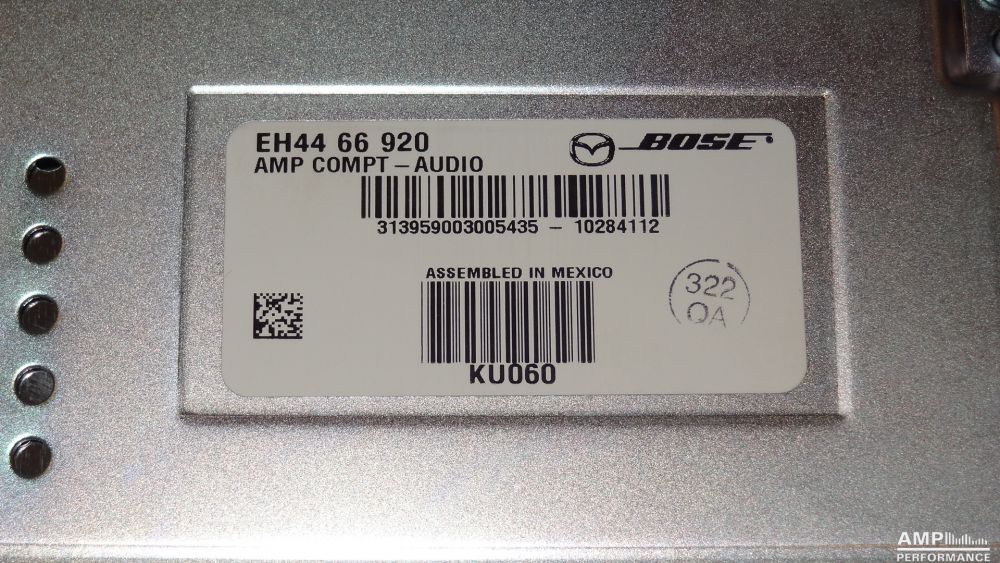 EH44 66 920
BOSE
AMP COMPT – AUDIO
313959003005435 – 10284112
ASSEMBLED IN MEXICO
322
QA
KU060
AMP
PERFORMANCE